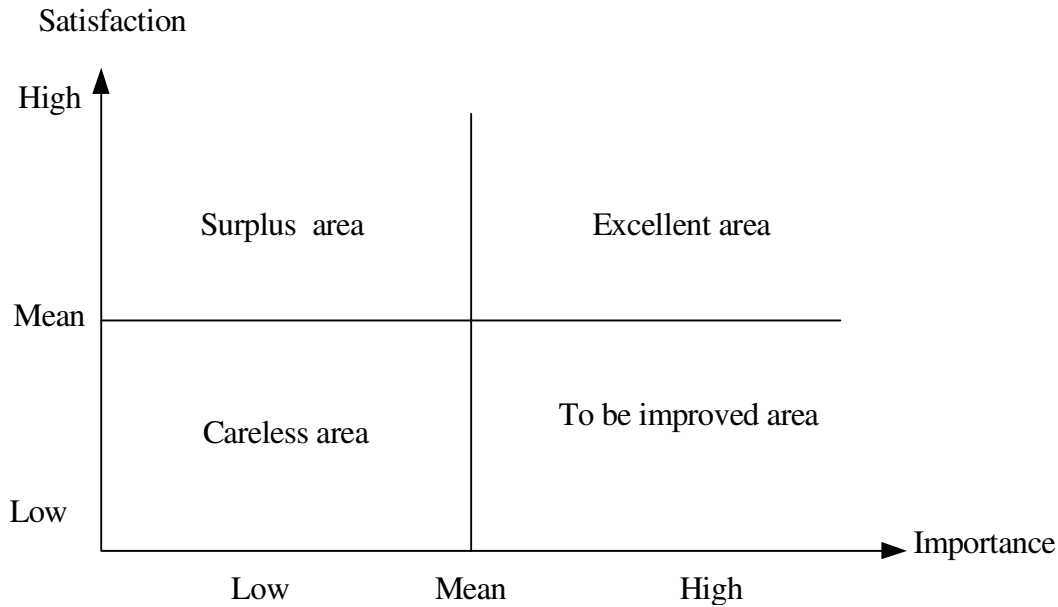 Satisfaction
High
Surplus area
Excellent area
Mean
Careless area
To be improved area
Low
Importance
Low
Mean
High